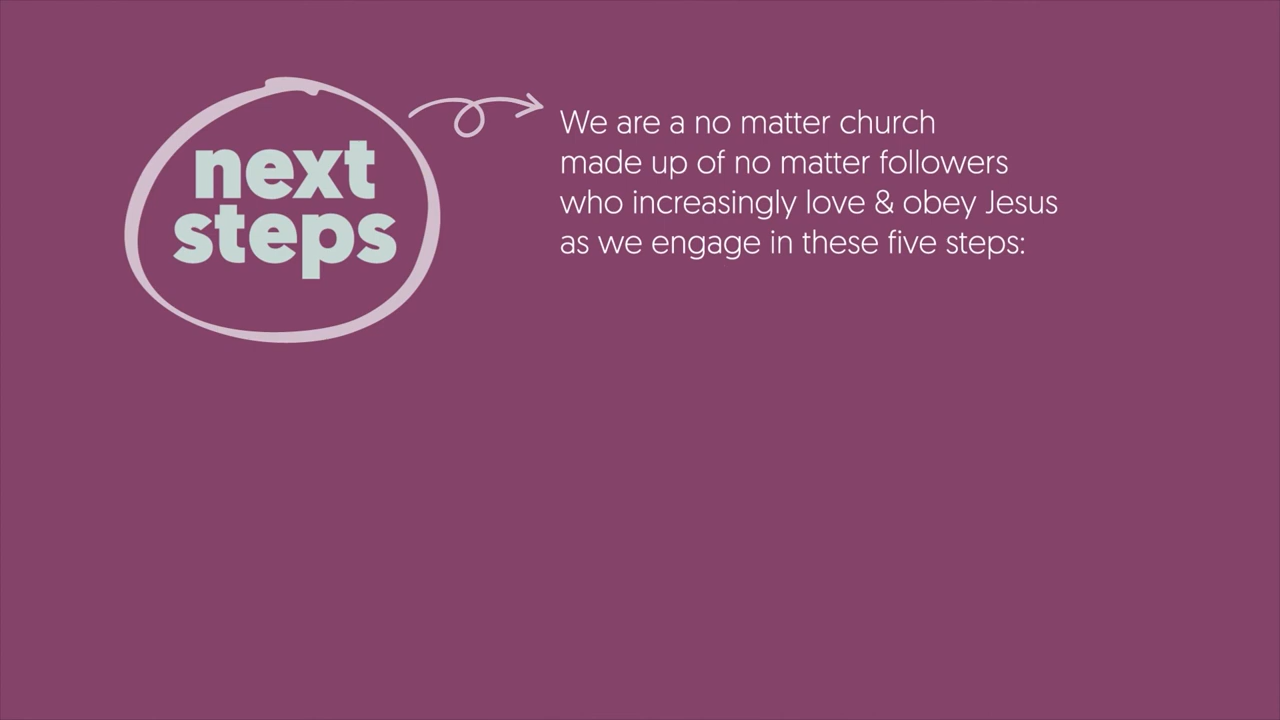 next
steps
We are a no matter church
made up of no matter followers
who increasingly love & obey Jesus
as we engage in these five steps: